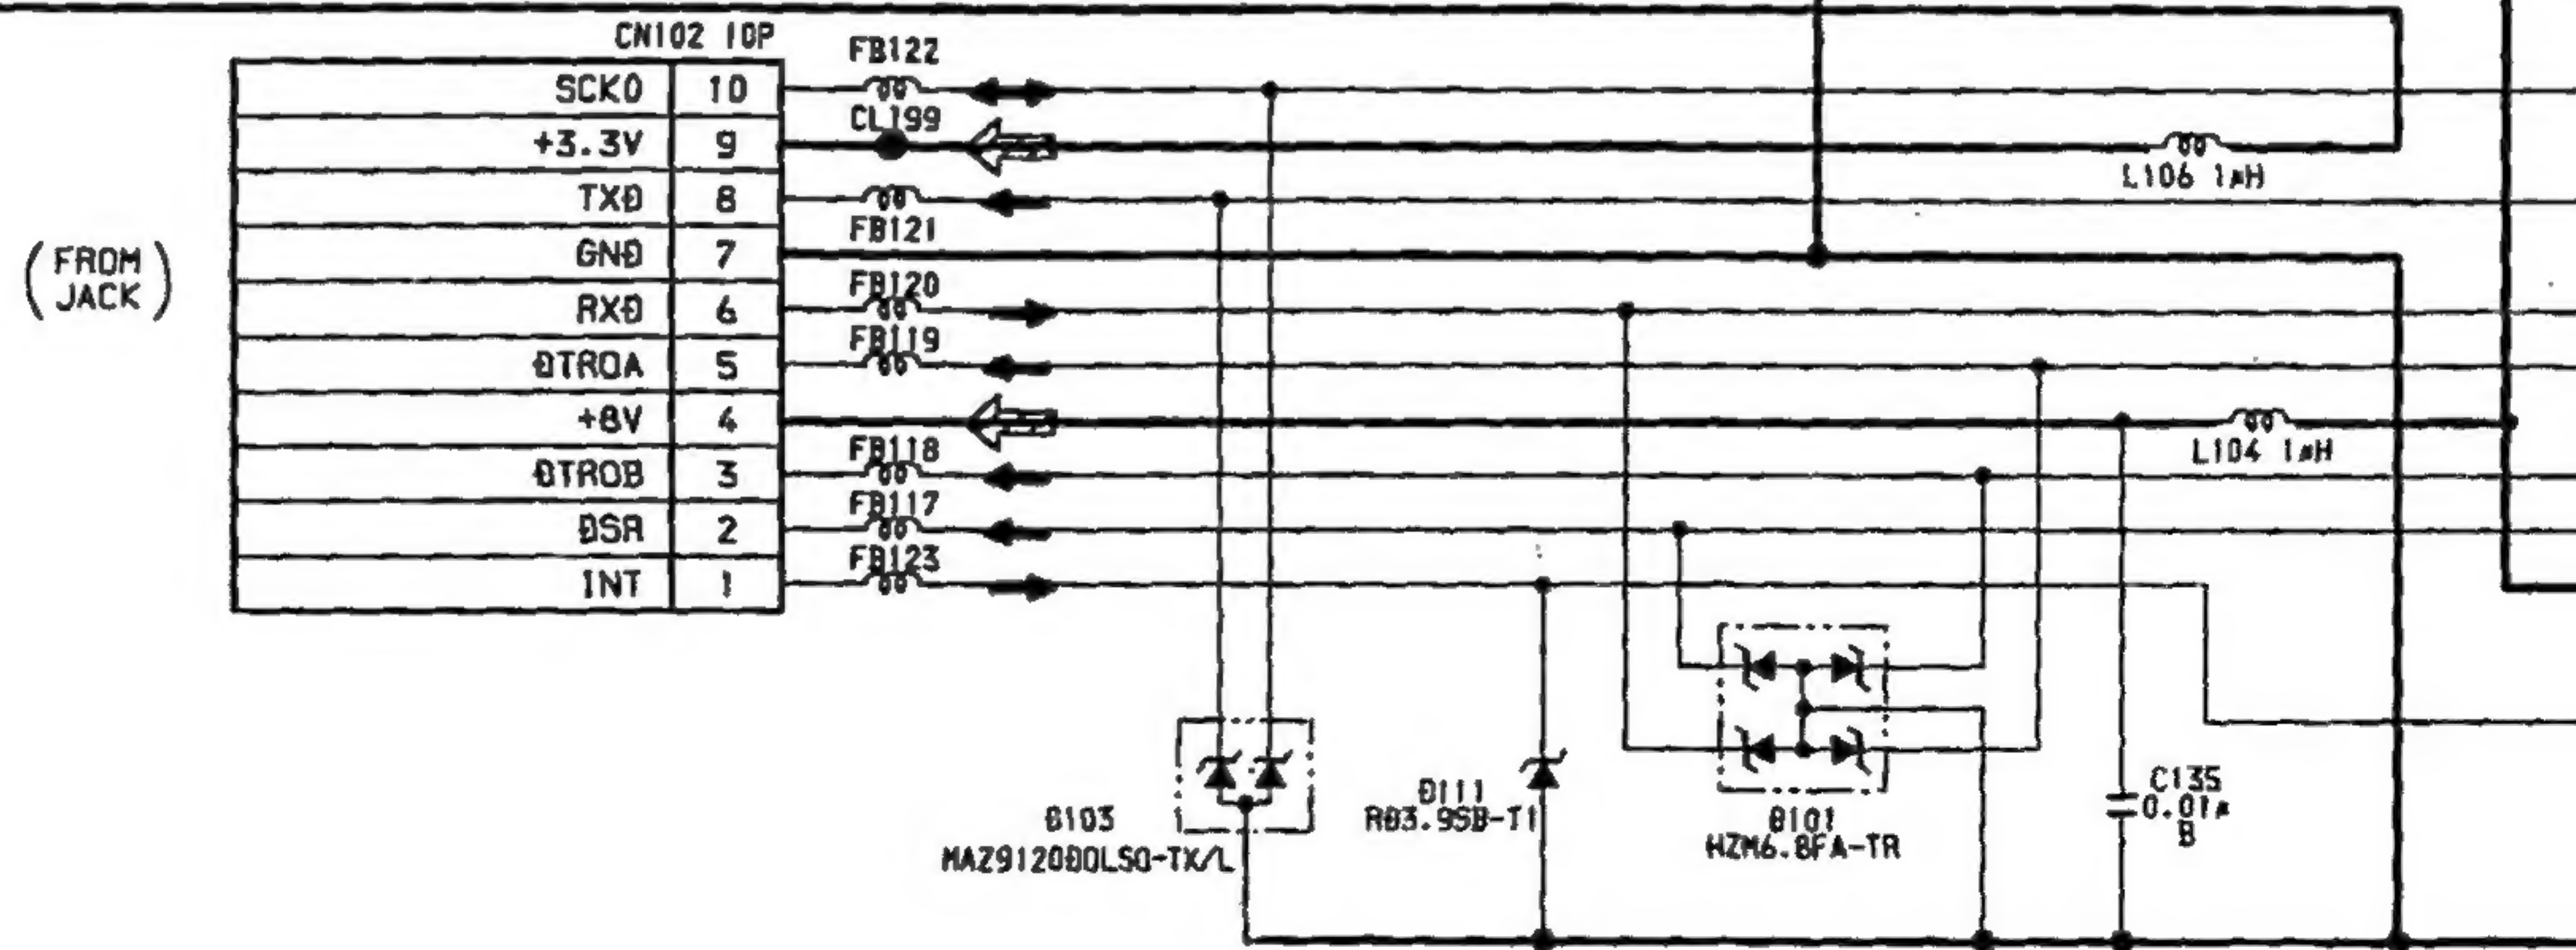 CN102 10P
FB122
SCK0 10
CL199
+3.3V 9
L106 1µH
TXD 8
FB121
GND 7
(FROM JACK)
FB120
RXD 6
FB119
DTR0A 5
+8V 4
L104 1µH
FB118
DTR0B 3
FB117
DSR 2
FB123
INT 1
D103
MAZ9120D0LS0-TX/L
D111
RD3.9SB-T1
D101
HZM6.8FA-TR
C135
0.01µ
B